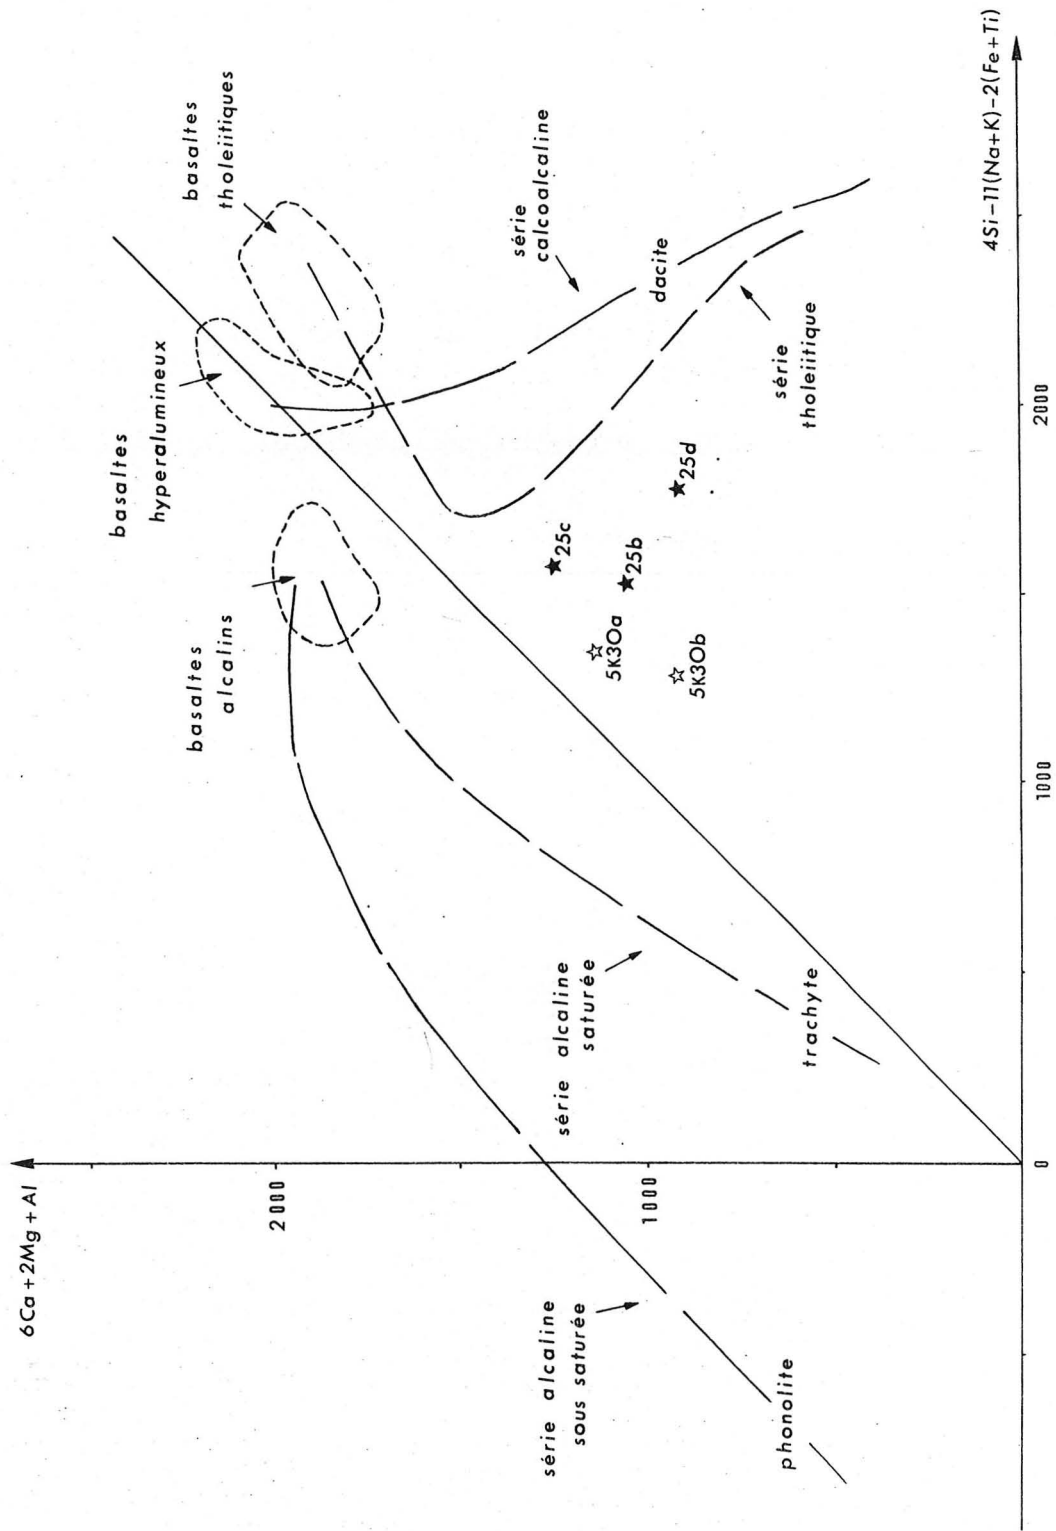 6Ca+2Mg+Al
basaltes
tholeiitiques
basaltes
hyperalumineux
basaltes
alcalins
2000
série
calcoalcaline
dacite
série
tholeiitique
★25c
★25b
★25d
☆
5K30a
☆
5K30b
série alcaline
saturée
trachyte
1000
série alcaline
sous saturée
phonolite
0
1000
2000
4Si-11(Na+K)-2(Fe+Ti)